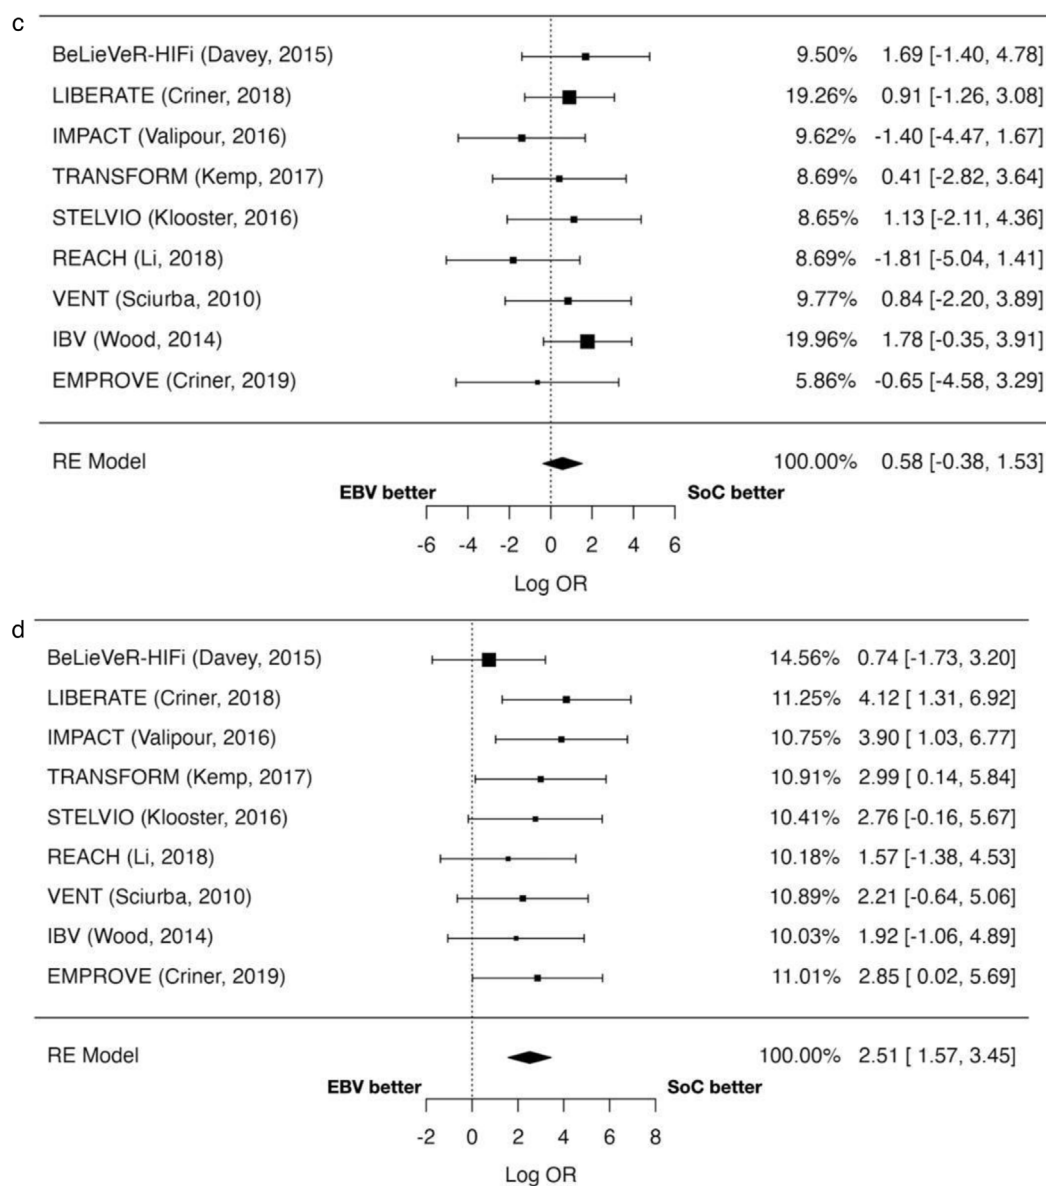 c
BeLieVeR-HIFi (Davey, 2015) 9.50% 1.69 [-1.40, 4.78]
LIBERATE (Criner, 2018) 19.26% 0.91 [-1.26, 3.08]
IMPACT (Valipour, 2016) 9.62% -1.40 [-4.47, 1.67]
TRANSFORM (Kemp, 2017) 8.69% 0.41 [-2.82, 3.64]
STELVIO (Klooster, 2016) 8.65% 1.13 [-2.11, 4.36]
REACH (Li, 2018) 8.69% -1.81 [-5.04, 1.41]
VENT (Sciurba, 2010) 9.77% 0.84 [-2.20, 3.89]
IBV (Wood, 2014) 19.96% 1.78 [-0.35, 3.91]
EMPROVE (Criner, 2019) 5.86% -0.65 [-4.58, 3.29]
RE Model 100.00% 0.58 [-0.38, 1.53]
EBV better SoC better
-6 -4 -2 0 2 4 6
Log OR
d
BeLieVeR-HIFi (Davey, 2015) 14.56% 0.74 [-1.73, 3.20]
LIBERATE (Criner, 2018) 11.25% 4.12 [ 1.31, 6.92]
IMPACT (Valipour, 2016) 10.75% 3.90 [ 1.03, 6.77]
TRANSFORM (Kemp, 2017) 10.91% 2.99 [ 0.14, 5.84]
STELVIO (Klooster, 2016) 10.41% 2.76 [-0.16, 5.67]
REACH (Li, 2018) 10.18% 1.57 [-1.38, 4.53]
VENT (Sciurba, 2010) 10.89% 2.21 [-0.64, 5.06]
IBV (Wood, 2014) 10.03% 1.92 [-1.06, 4.89]
EMPROVE (Criner, 2019) 11.01% 2.85 [ 0.02, 5.69]
RE Model 100.00% 2.51 [ 1.57, 3.45]
EBV better SoC better
-2 0 2 4 6 8
Log OR